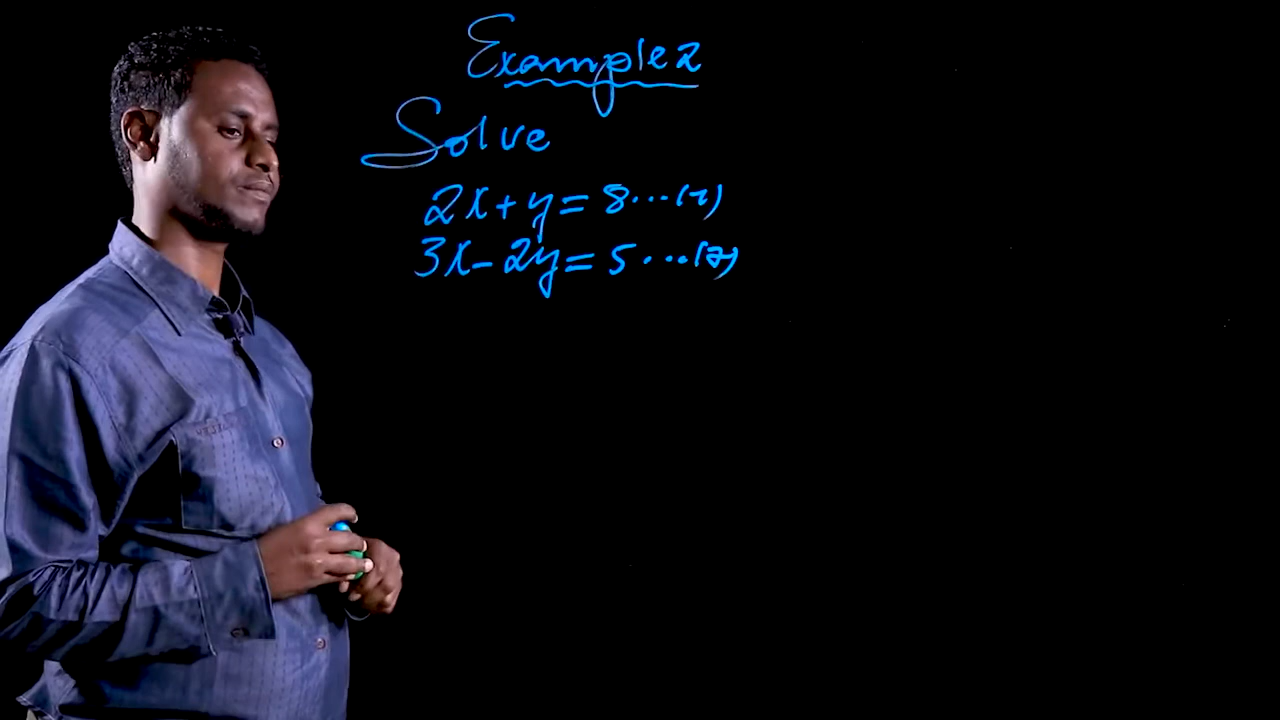 Example 2
Solve
2x + y = 8 ... (1)
3x - 2y = 5 ... (2)